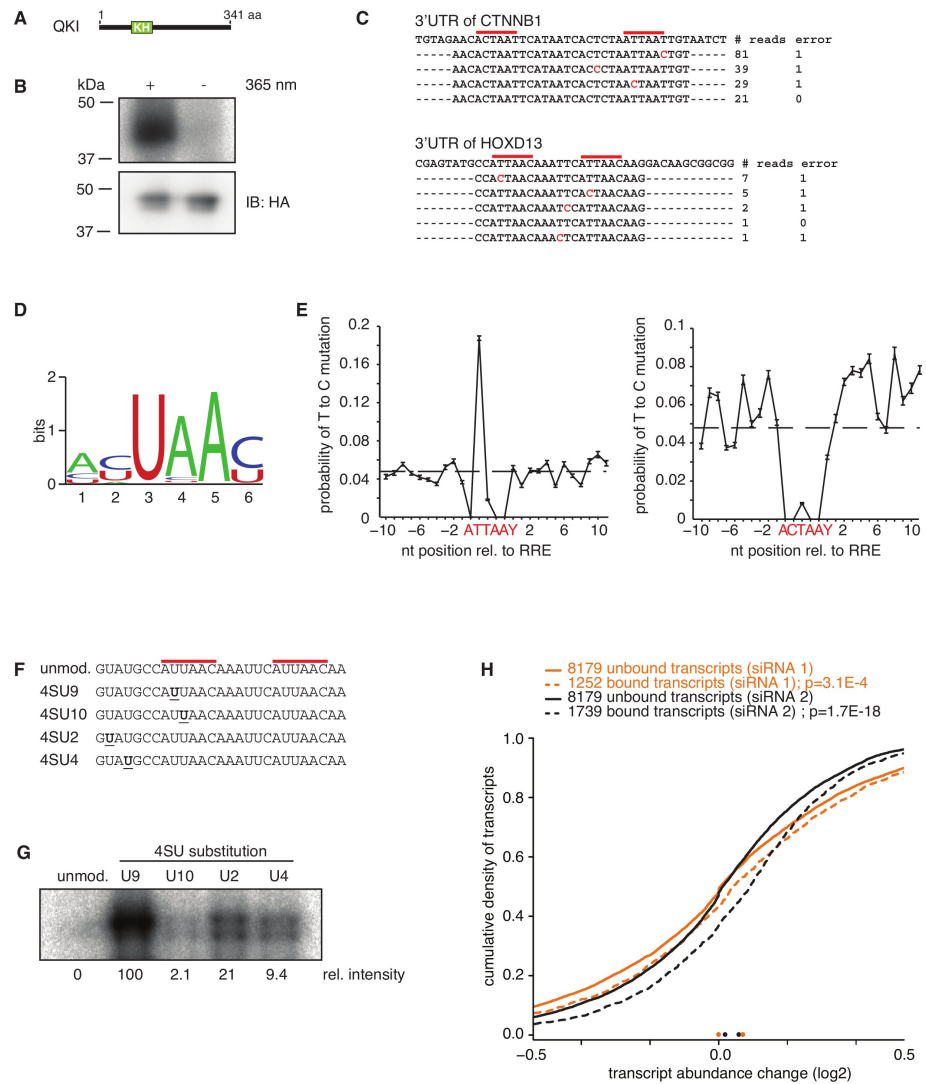 A
QKI
1
341 aa
KH
B
kDa
+
-
365 nm
50
37
50
37
IB: HA
C
3’UTR of CTNNB1
TGTAGAACACTAATTCATAATCACTCTAATTAATTGTAATCT # reads error
-----AACACTAATTCATAATCACTCTAATTAACTGT----- 81 1
-----AACACTAATTCATAATCACCCTAATTAATTGT----- 39 1
-----AACACTAATTCATAATCACTCTAACTAATTGT----- 29 1
-----AACACTAATTCATAATCACTCTAATTAATTGT----- 21 0
3’UTR of HOXD13
CGAGTATGCCATTAACAAATTCATTAACAAGGACAAGCGGCGG # reads error
--------CCACTAACAAATTCATTAACAAG------------ 7 1
--------CCATTAACAAATTCACTAACAAG------------ 5 1
--------CCATTAACAAATCCATTAACAAG------------ 2 1
--------CCATTAACAAATTCATTAACAAG------------ 1 0
--------CCATTAACAAACTCATTAACAAG------------ 1 1
D
2
1
0
bits
1 2 3 4 5 6
A C G U
E
probability of T to C mutation
0.2
0.16
0.12
0.08
0.04
0
−10 −6 −2 ATTAAY 2 6 10
nt position rel. to RRE
probability of T to C mutation
0.1
0.08
0.06
0.04
0.02
0
−10 −6 −2 ACTAAY 2 6 10
nt position rel. to RRE
F
unmod. GUAUGCCAUUAACAAAUUCAUUAACAA
4SU9 GUAUGCCAUUAACAAAUUCAUUAACAA
4SU10 GUAUGCCAUUAACAAAUUCAUUAACAA
4SU2 GUAUGCCAUUAACAAAUUCAUUAACAA
4SU4 GUAUGCCAUUAACAAAUUCAUUAACAA
G
4SU substitution
unmod. U9 U10 U2 U4
0 100 2.1 21 9.4 rel. intensity
H
8179 unbound transcripts (siRNA 1)
1252 bound transcripts (siRNA 1); p=3.1E-4
8179 unbound transcripts (siRNA 2)
1739 bound transcripts (siRNA 2) ; p=1.7E-18
cumulative density of transcripts
1.0
0.8
0.6
0.4
0.2
0.0
−0.5 0.0 0.5
transcript abundance change (log2)